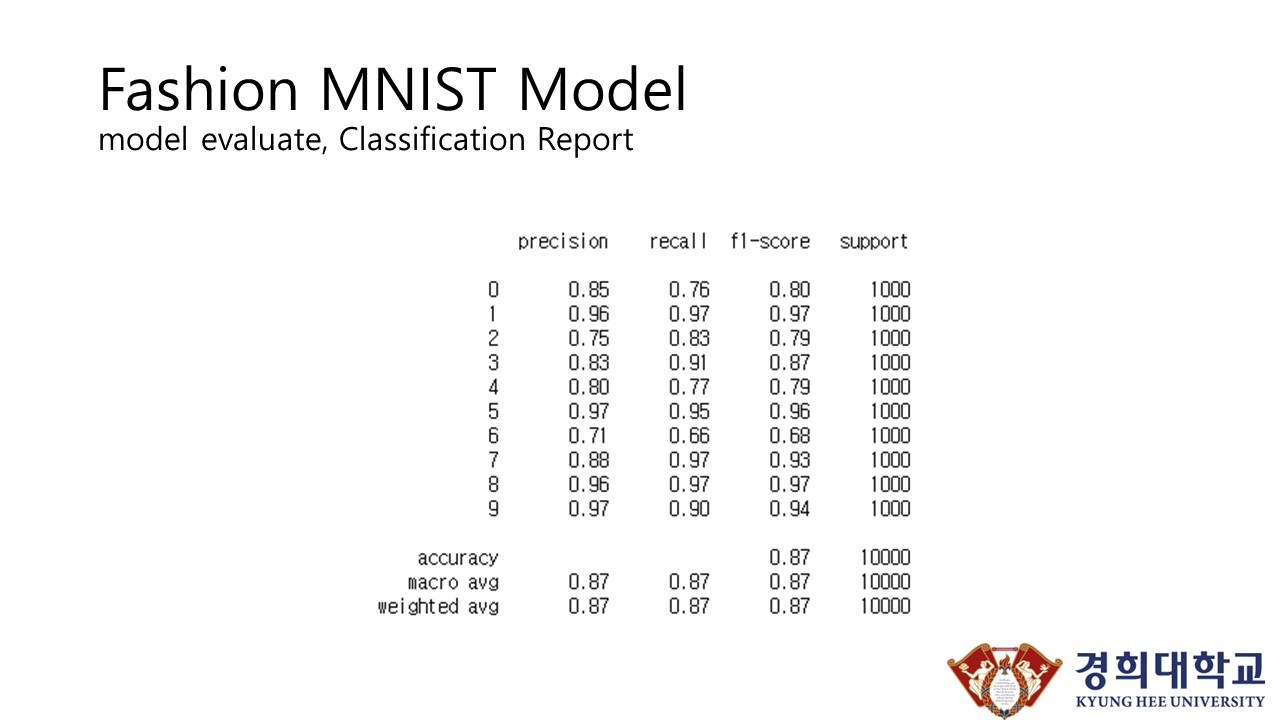 Fashion MNIST Model
model evaluate, Classification Report
precision recall f1-score support
0 0.85 0.76 0.80 1000
1 0.96 0.97 0.97 1000
2 0.75 0.83 0.79 1000
3 0.83 0.91 0.87 1000
4 0.80 0.77 0.79 1000
5 0.97 0.95 0.96 1000
6 0.71 0.66 0.68 1000
7 0.88 0.97 0.93 1000
8 0.96 0.97 0.97 1000
9 0.97 0.90 0.94 1000
accuracy 0.87 10000
macro avg 0.87 0.87 0.87 10000
weighted avg 0.87 0.87 0.87 10000
경희대학교
KYUNG HEE UNIVERSITY